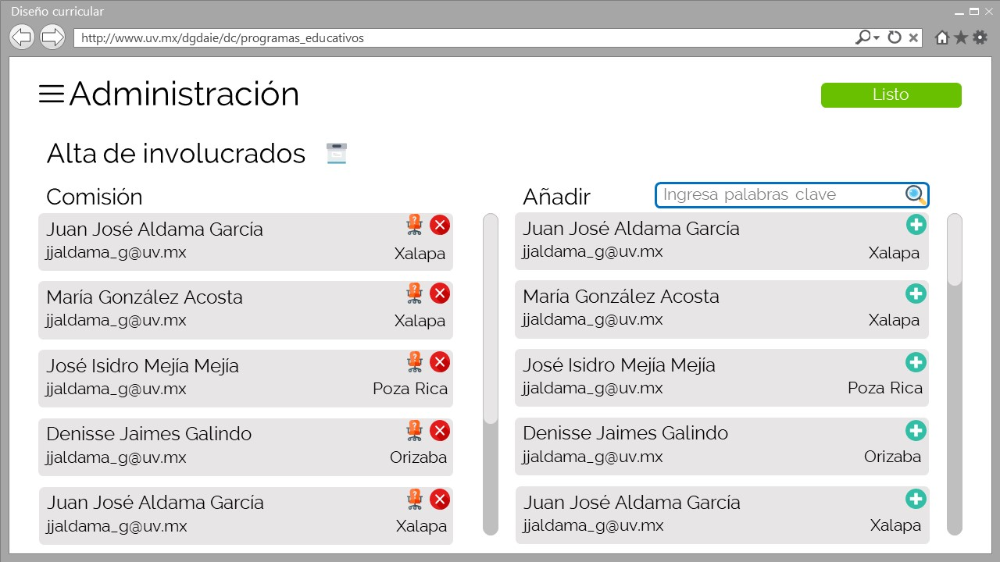 Diseño curricular
http://www.uv.mx/dgdaie/dc/programas_educativos
Administración
Listo
Alta de involucrados
Comisión
Juan José Aldama García
jjaldama_g@uv.mx
Xalapa
María González Acosta
jjaldama_g@uv.mx
Xalapa
José Isidro Mejía Mejía
jjaldama_g@uv.mx
Poza Rica
Denisse Jaimes Galindo
jjaldama_g@uv.mx
Orizaba
Juan José Aldama García
jjaldama_g@uv.mx
Xalapa
Añadir
Ingresa palabras clave
Juan José Aldama García
jjaldama_g@uv.mx
Xalapa
María González Acosta
jjaldama_g@uv.mx
Xalapa
José Isidro Mejía Mejía
jjaldama_g@uv.mx
Poza Rica
Denisse Jaimes Galindo
jjaldama_g@uv.mx
Orizaba
Juan José Aldama García
jjaldama_g@uv.mx
Xalapa